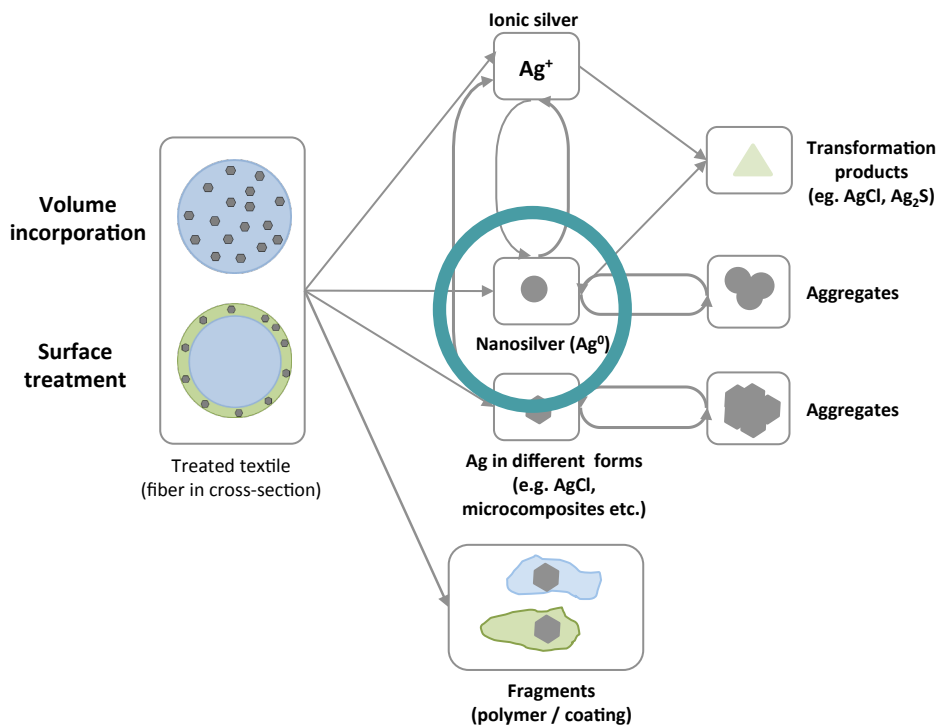 Ionic silver
Ag⁺
Transformation
products
(eg. AgCl, Ag₂S)
Volume
incorporation
Surface
treatment
Nanosilver (Ag⁰)
Aggregates
Aggregates
Treated textile
(fiber in cross-section)
Ag in different forms
(e.g. AgCl,
microcomposites etc.)
Fragments
(polymer / coating)